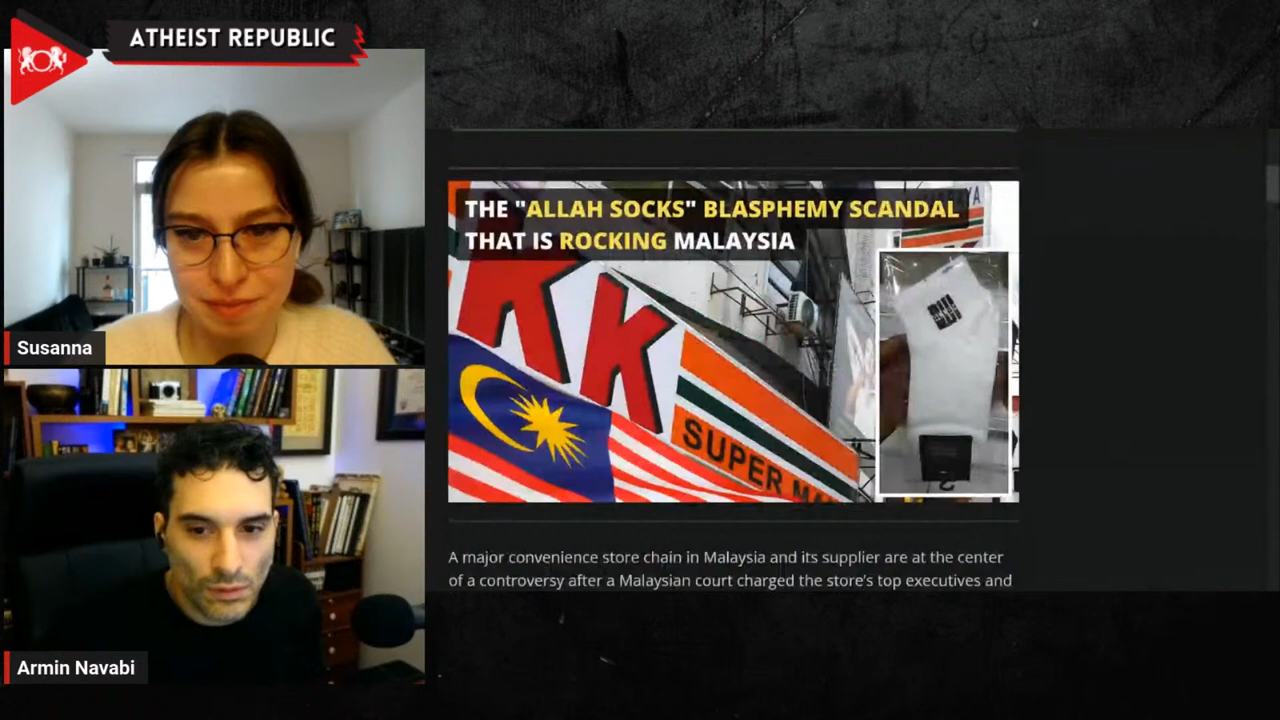 ATHEIST REPUBLIC
Susanna
Armin Navabi
THE "ALLAH SOCKS" BLASPHEMY SCANDAL
THAT IS ROCKING MALAYSIA
KK
SUPER
A major convenience store chain in Malaysia and its supplier are at the center
of a controversy after a Malaysian court charged the store's top executives and